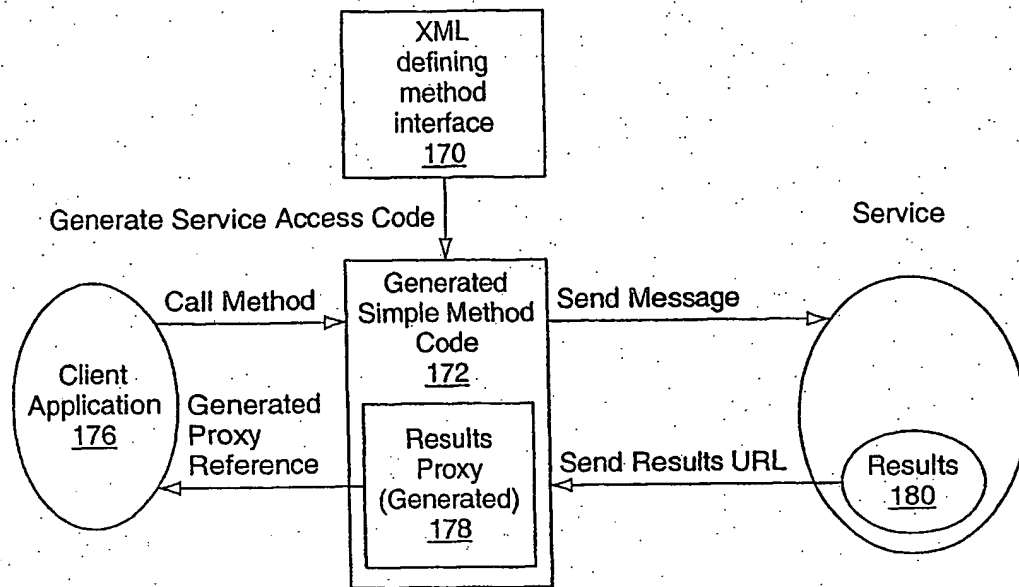 XML
defining
method
interface
170
Generate Service Access Code
Service
Generated
Simple Method
Code
172
Call Method
Send Message
Client
Application
176
Generated
Proxy
Reference
Results
Proxy
(Generated)
178
Send Results URL
Results
180